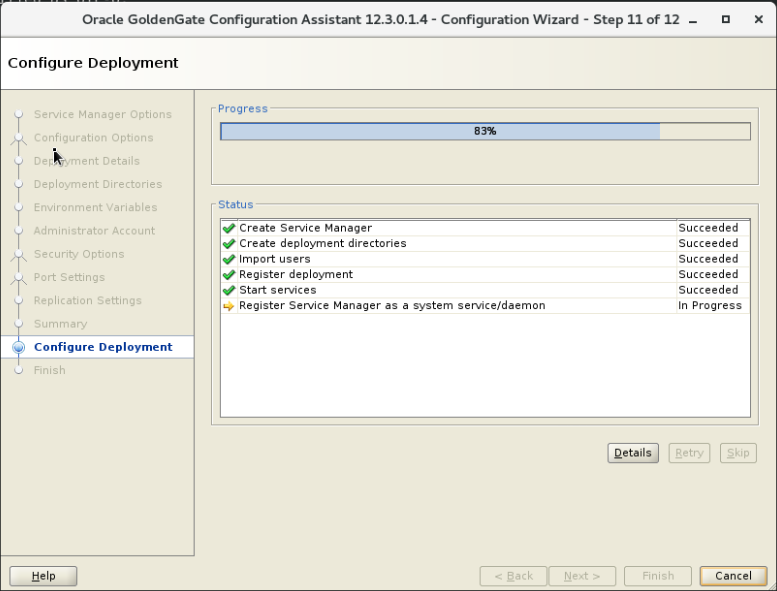 Oracle GoldenGate Configuration Assistant 12.3.0.1.4 - Configuration Wizard - Step 11 of 12
Configure Deployment
Service Manager Options
Configuration Options
Deployment Details
Deployment Directories
Environment Variables
Administrator Account
Security Options
Port Settings
Replication Settings
Summary
Configure Deployment
Finish
Progress
83%
Status
Create Service Manager Succeeded
Create deployment directories Succeeded
Import users Succeeded
Register deployment Succeeded
Start services Succeeded
Register Service Manager as a system service/daemon In Progress
Details Retry Skip
Help < Back Next > Finish Cancel